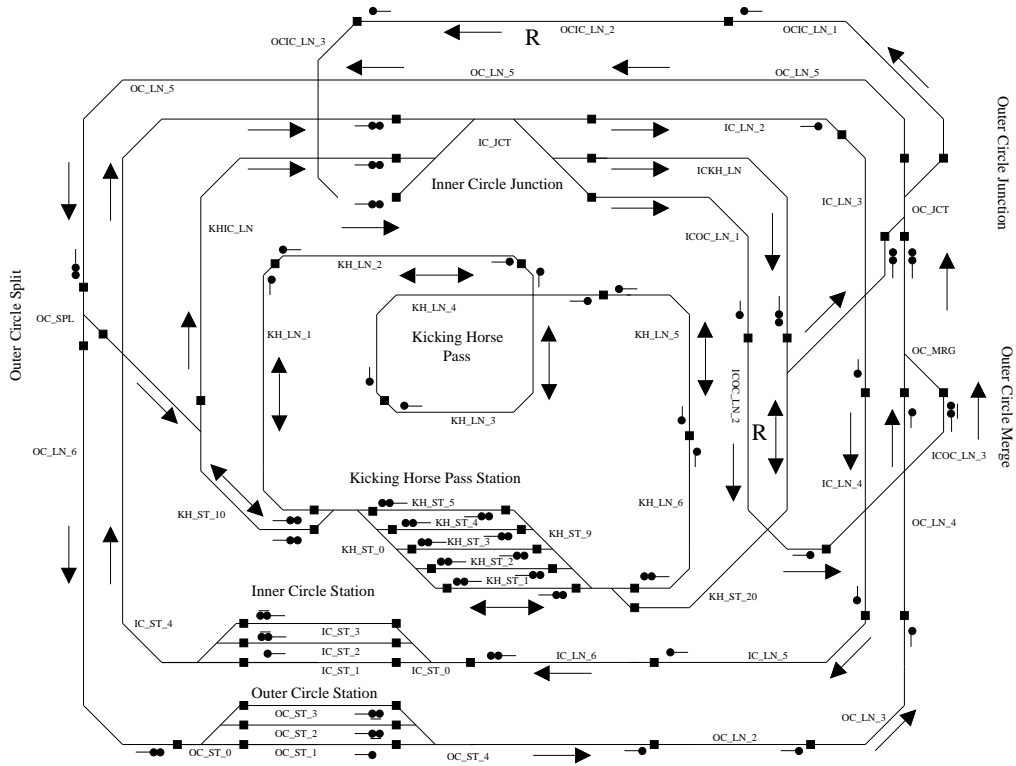 OCIC_LN_3
R
OCIC_LN_2
OCIC_LN_1
OC_LN_5
OC_LN_5
OC_LN_5
IC_JCT
IC_LN_2
Outer Circle Junction
Inner Circle Junction
ICKH_LN
IC_LN_3
OC_JCT
KHIC_LN
ICOC_LN_1
KH_LN_2
Outer Circle Split
OC_SPL
KH_LN_1
KH_LN_4
KH_LN_5
Kicking Horse
Pass
OC_MRG
Outer Circle Merge
ICOC_LN_2
KH_LN_3
R
OC_LN_6
ICOC_LN_3
Kicking Horse Pass Station
IC_LN_4
KH_ST_10
KH_ST_5
KH_LN_6
KH_ST_4
OC_LN_4
KH_ST_0
KH_ST_3
KH_ST_9
KH_ST_2
KH_ST_1
Inner Circle Station
KH_ST_20
IC_ST_4
IC_ST_3
IC_ST_2
IC_ST_1
IC_ST_0
IC_LN_6
IC_LN_5
Outer Circle Station
OC_ST_3
OC_ST_2
OC_ST_0
OC_ST_1
OC_ST_4
OC_LN_2
OC_LN_3